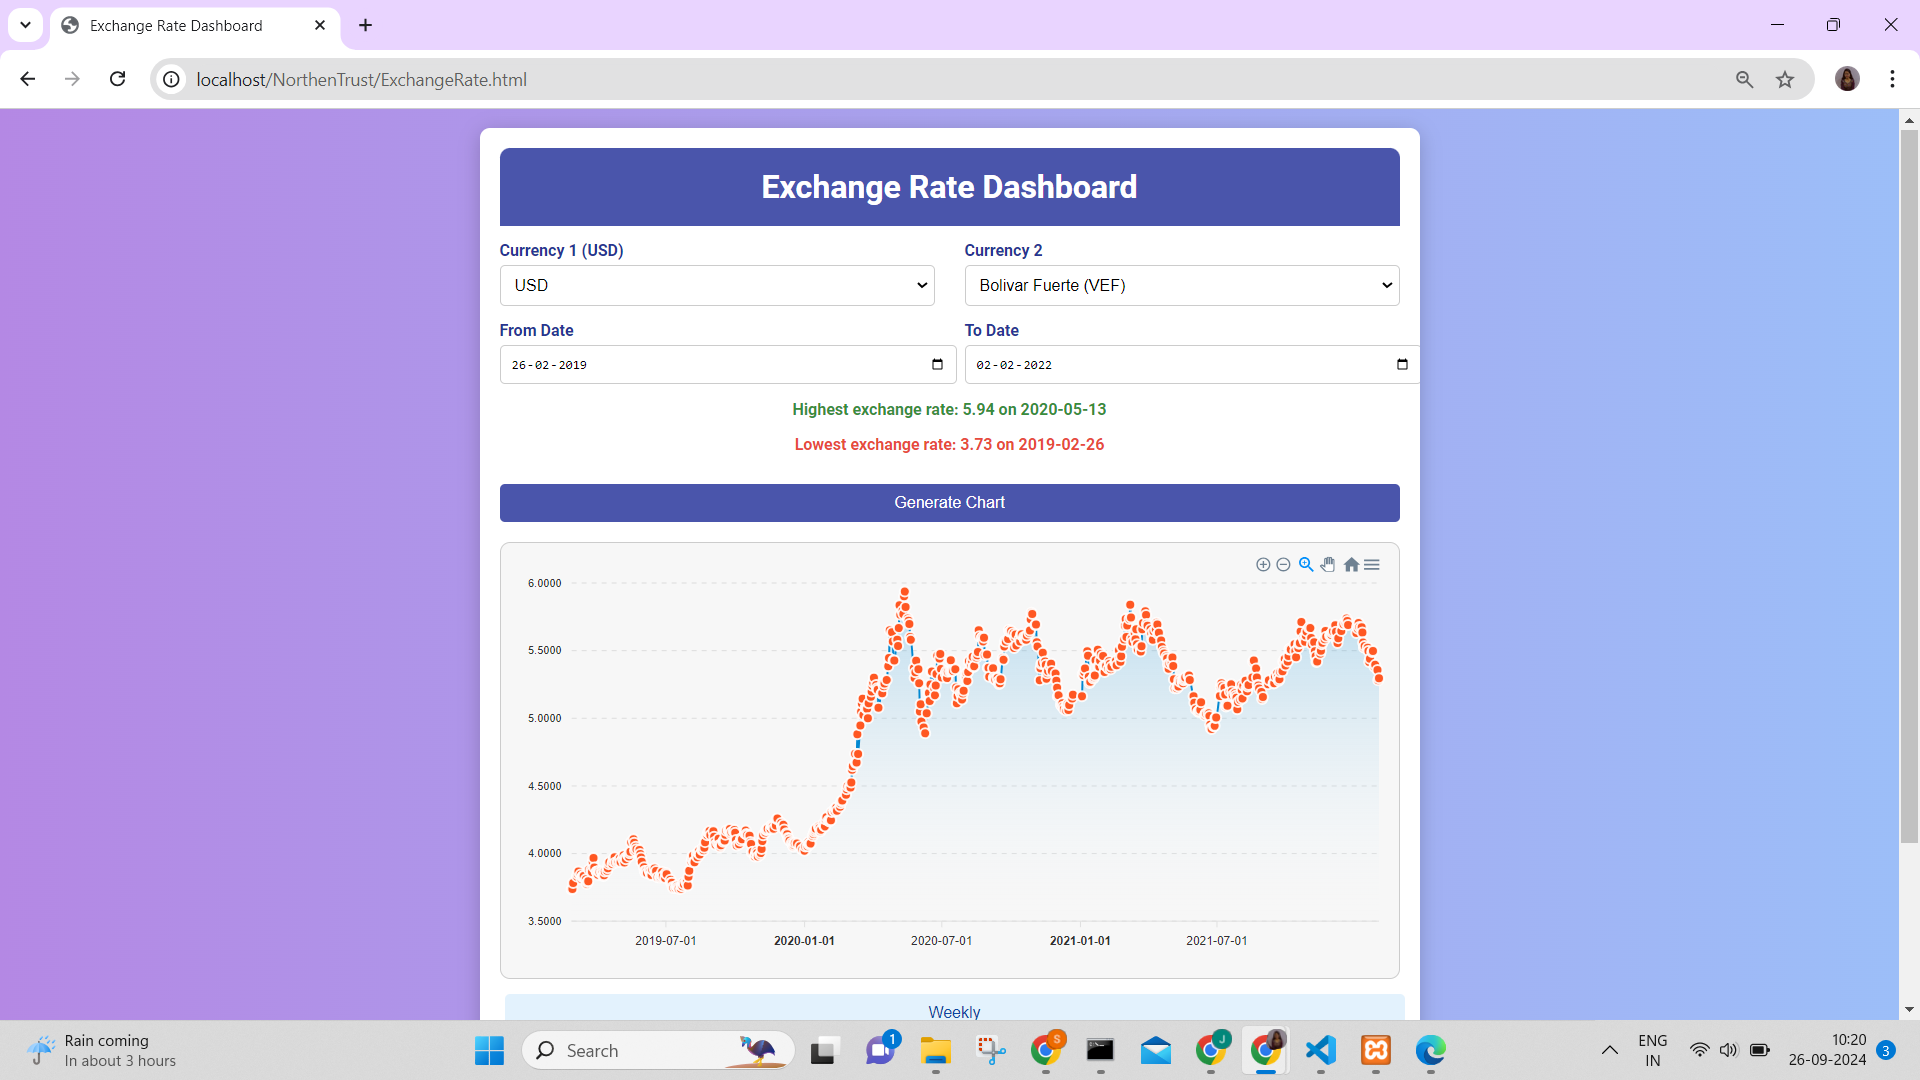 Exchange Rate Dashboard
localhost/NorthenTrust/ExchangeRate.html
Exchange Rate Dashboard
Currency 1 (USD)
Currency 2
USD
Bolivar Fuerte (VEF)
From Date
To Date
26-02-2019
02-02-2022
Highest exchange rate: 5.94 on 2020-05-13
Lowest exchange rate: 3.73 on 2019-02-26
Generate Chart
6.0000
5.5000
5.0000
4.5000
4.0000
3.5000
2019-07-01
2020-01-01
2020-07-01
2021-01-01
2021-07-01
Weekly
Rain coming
In about 3 hours
Search
1
S
J
ENG
IN
10:20
26-09-2024
3